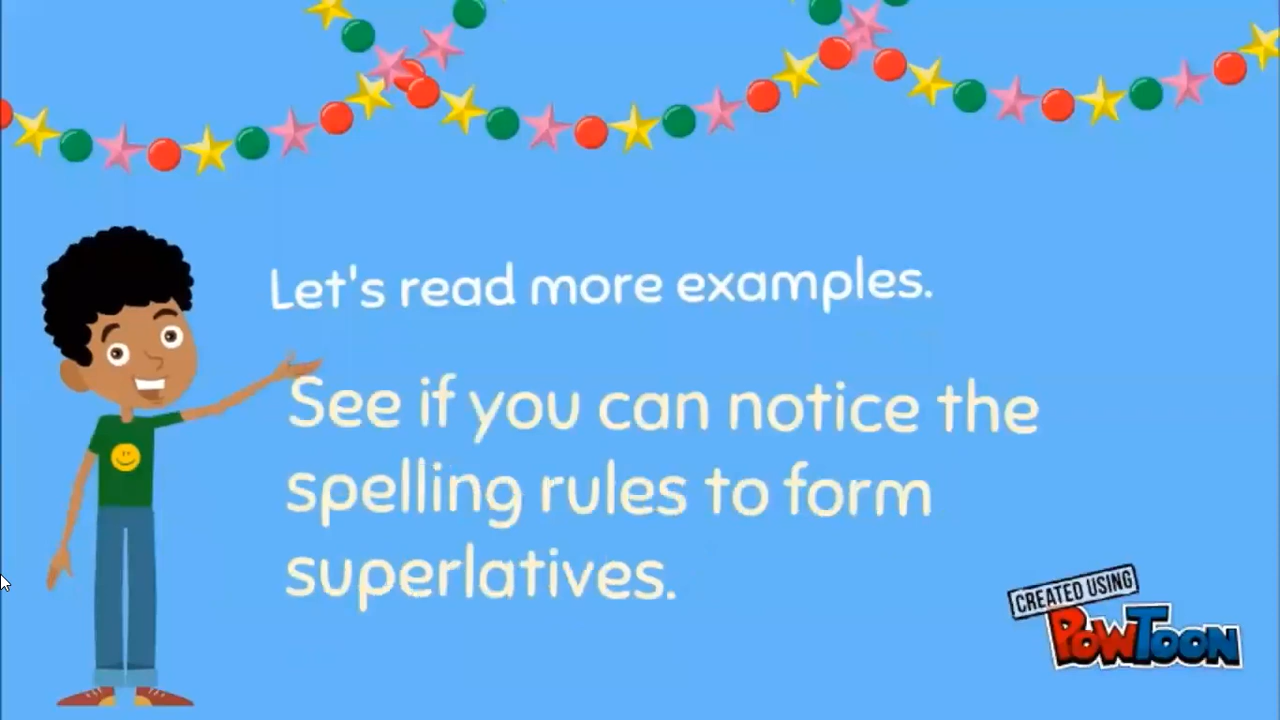 Let's read more examples.
See if you can notice the
spelling rules to form
superlatives.
CREATED USING
POWTOON